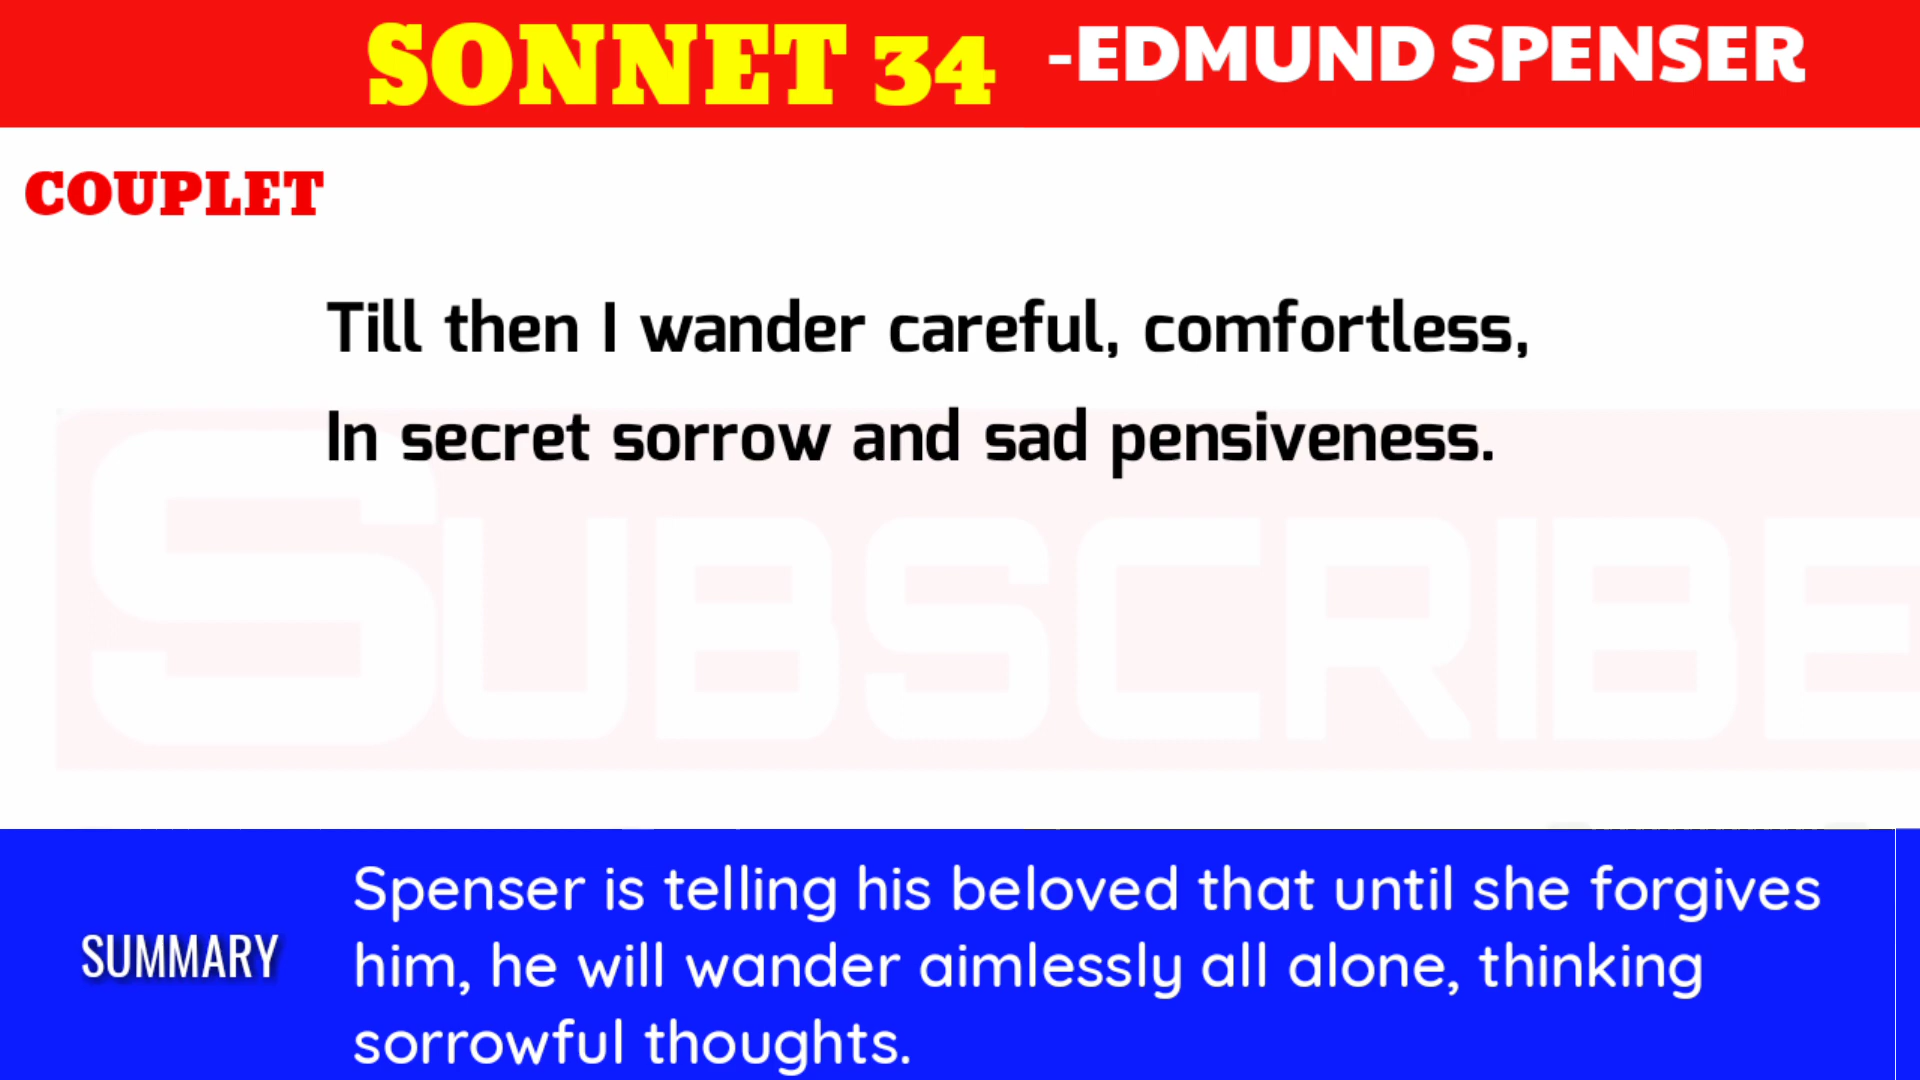 SONNET 34 -EDMUND SPENSER
COUPLET
Till then I wander careful, comfortless,
In secret sorrow and sad pensiveness.
SUBSCRIBE
SUMMARY
Spenser is telling his beloved that until she forgives
him, he will wander aimlessly all alone, thinking
sorrowful thoughts.